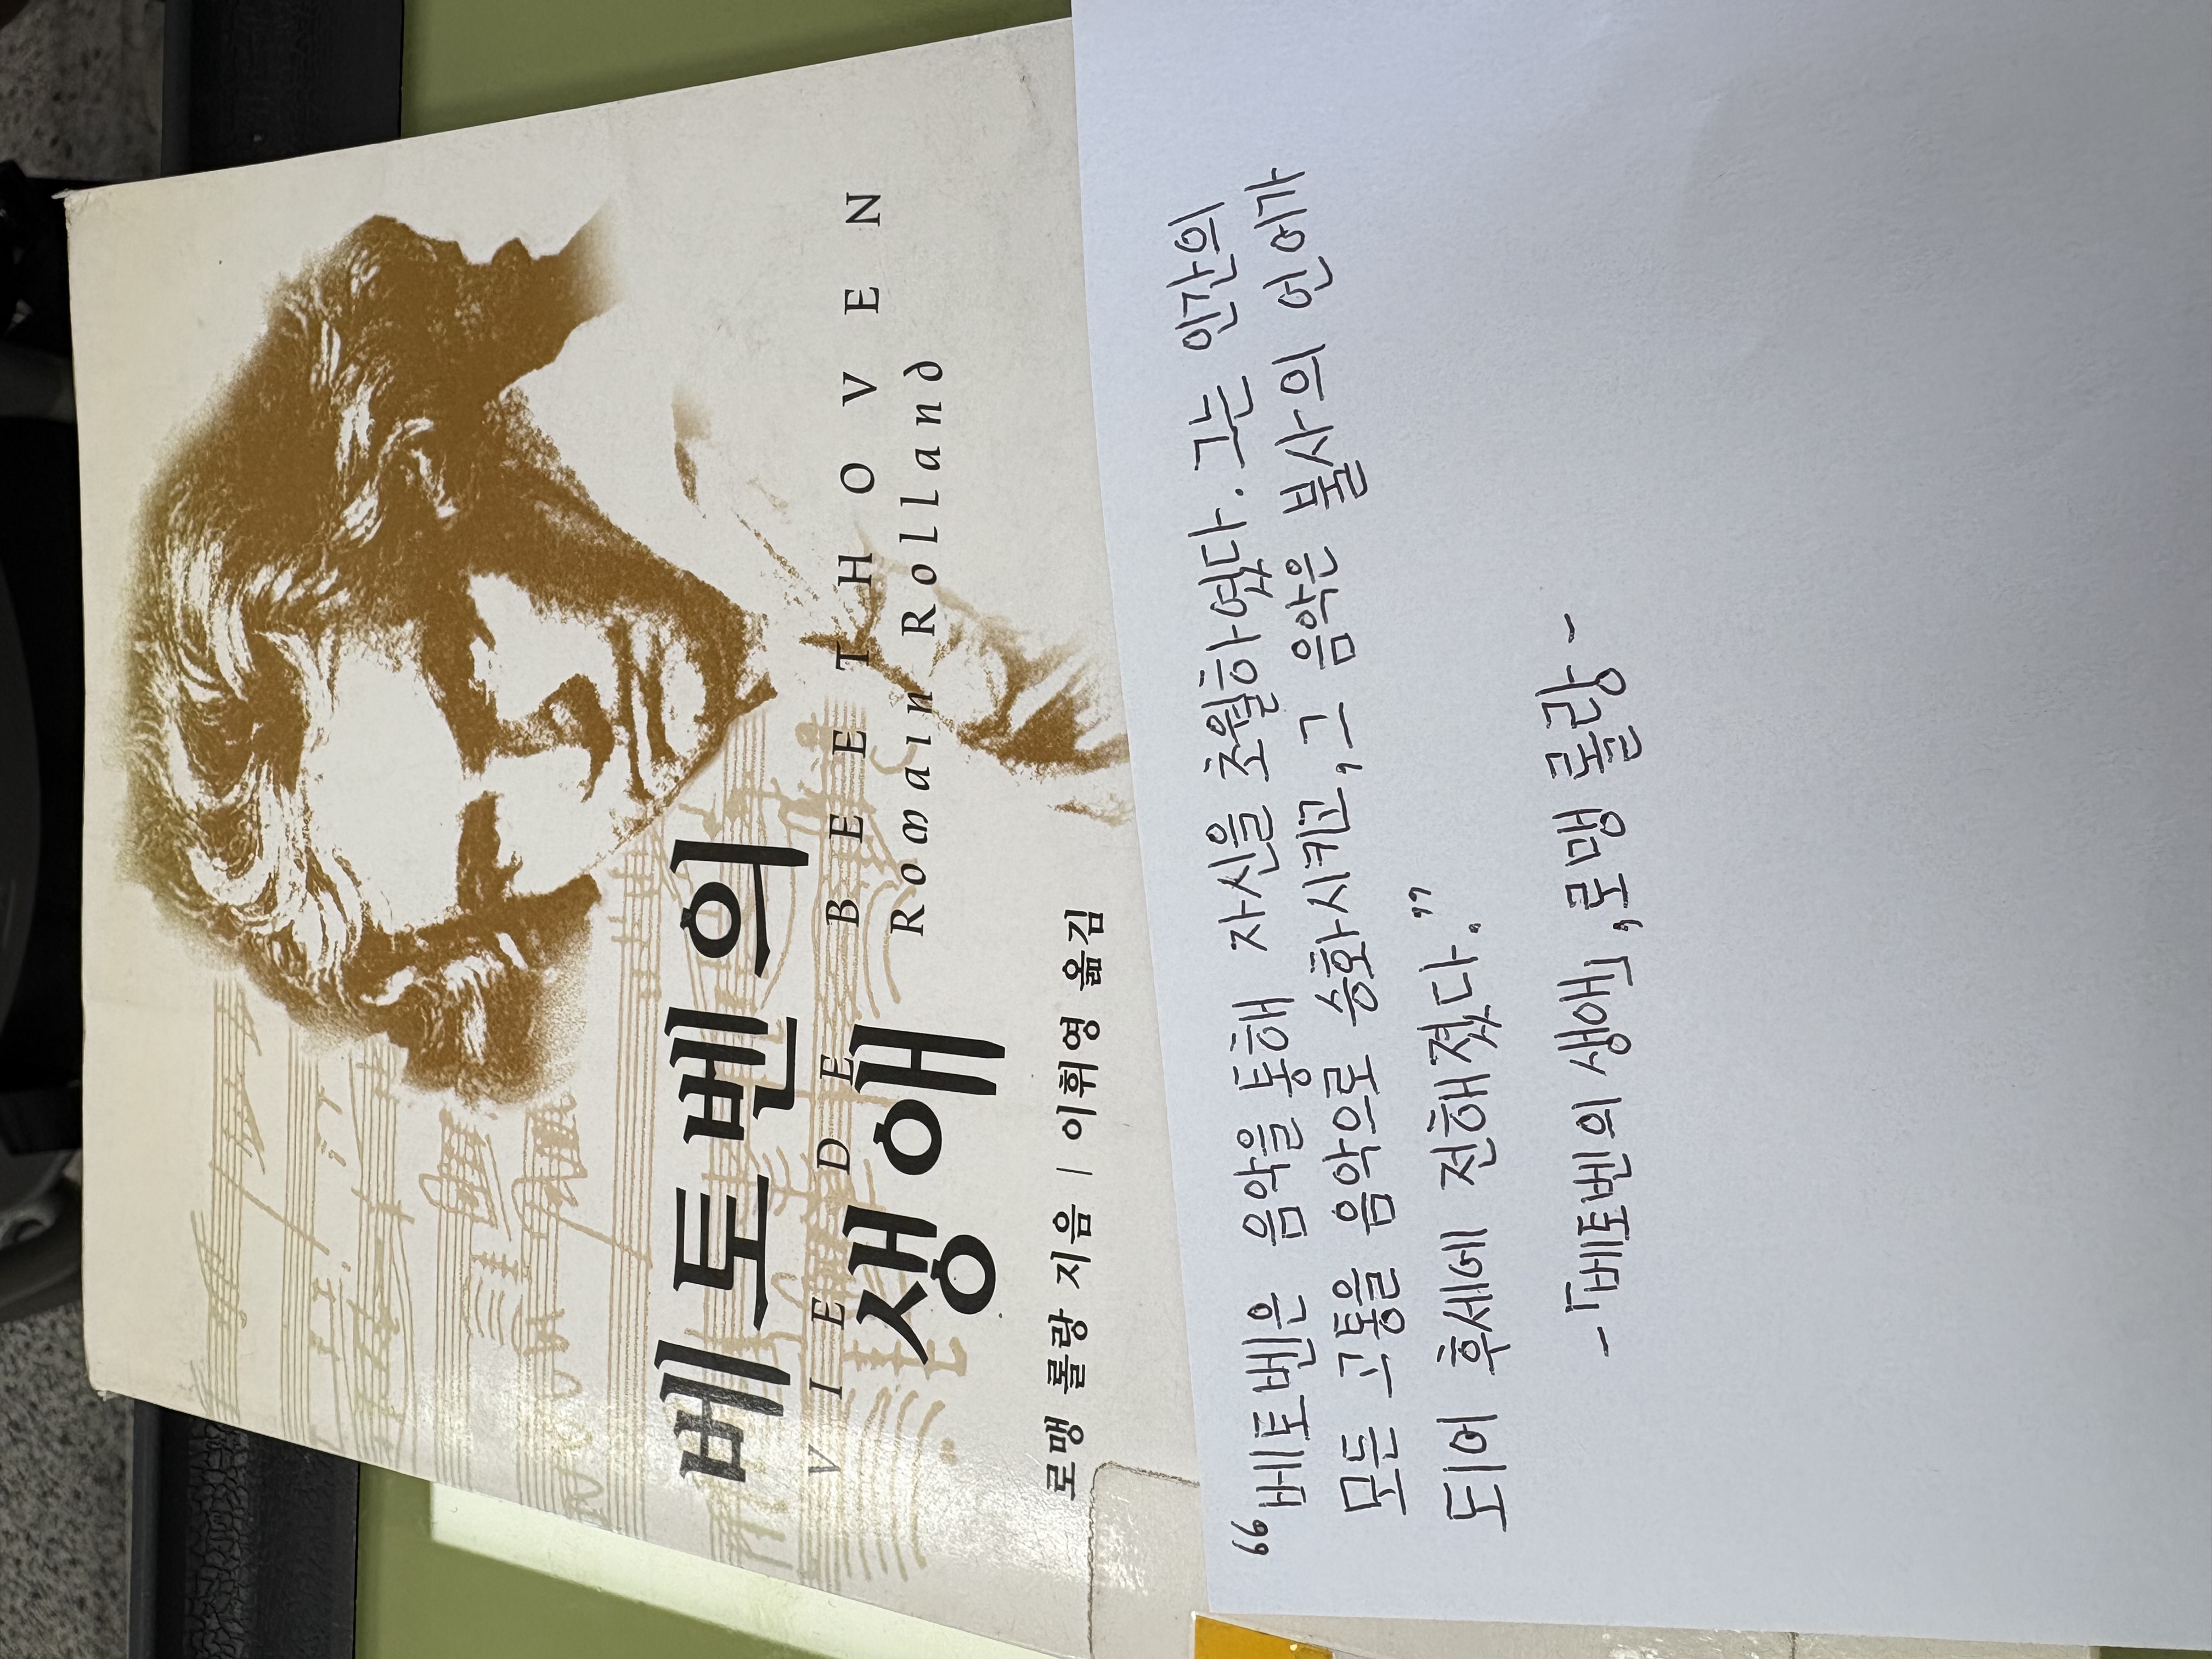 베토벤의
VIE DE BEETHOVEN
생애
Romain Rolland
로맹 롤랑 지음 | 이휘영 옮김
“베토벤은 음악을 통해 자신을 초월하였다. 그는 인간의
모든 고통을 음악으로 승화시키고, 그 음악은 불사의 언어가
되어 후세에 전해졌다.”
-「베토벤의 생애」, 로맹 롤랑-